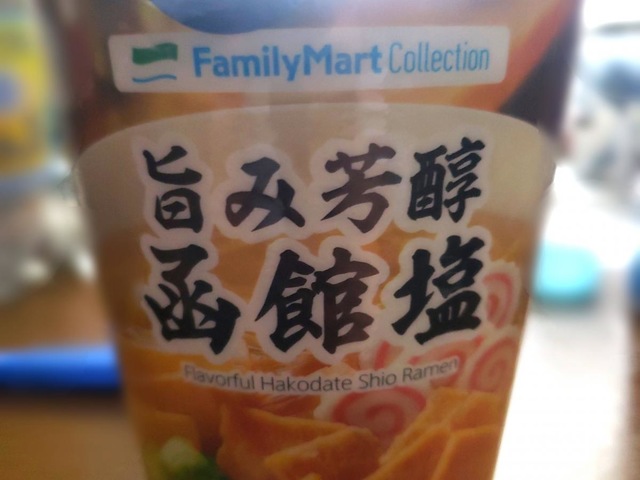 FamilyMart Collection
旨み芳醇
函館塩
Flavorful Hakodate Shio Ramen